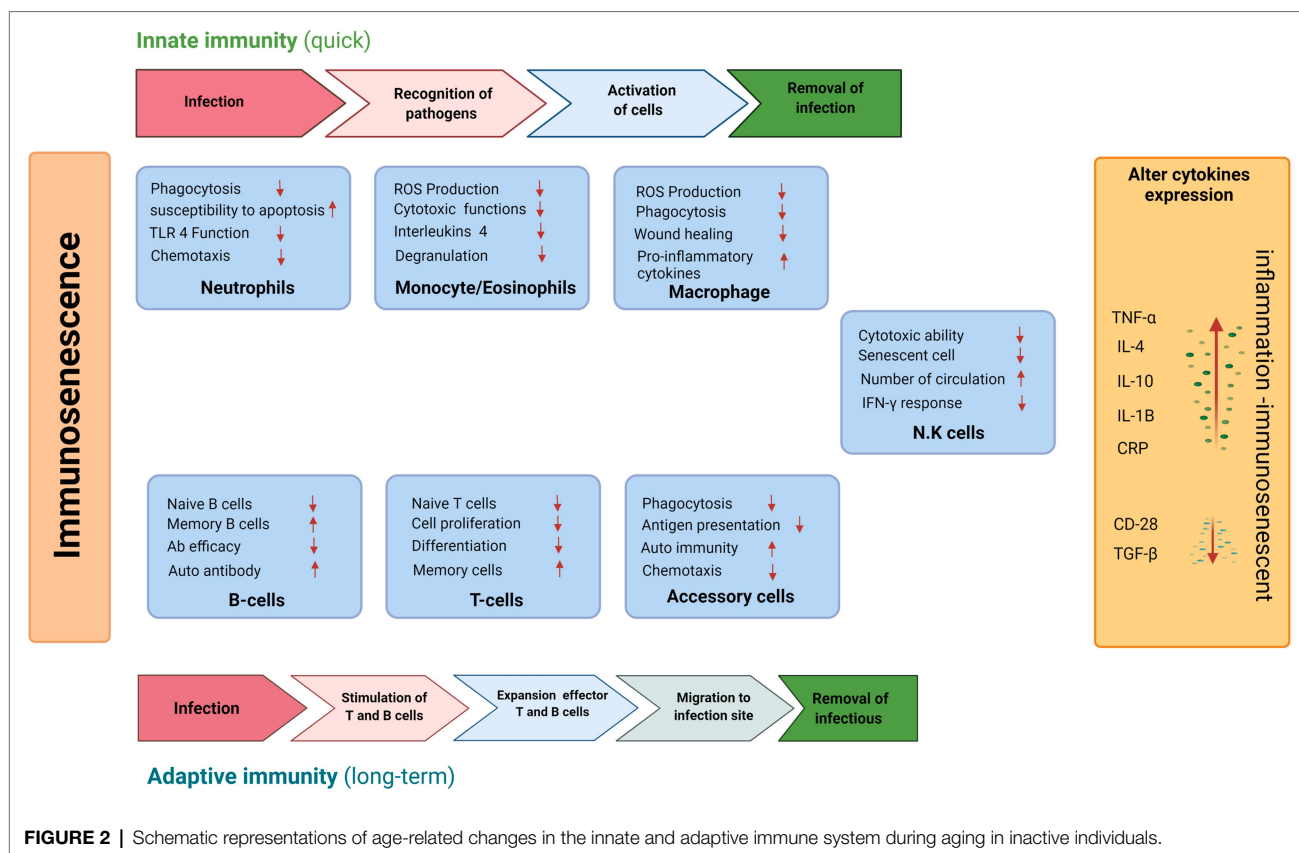 Innate immunity (quick)
Infection
Recognition of
pathogens
Activation
of cells
Removal of
infection
Immunosenescence
Phagocytosis ↓
susceptibility to apoptosis ↑
TLR 4 Function ↓
Chemotaxis ↓
Neutrophils
ROS Production ↓
Cytotoxic functions ↓
Interleukins 4 ↓
Degranulation ↓
Monocyte/Eosinophils
ROS Production ↓
Phagocytosis ↓
Wound healing ↓
Pro-inflammatory ↑
cytokines
Macrophage
Cytotoxic ability ↓
Senescent cell ↓
Number of circulation ↑
IFN-γ response ↓
N.K cells
Naive B cells ↓
Memory B cells ↑
Ab efficacy ↓
Auto antibody ↑
B-cells
Naive T cells ↓
Cell proliferation ↓
Differentiation ↓
Memory cells ↑
T-cells
Phagocytosis ↓
Antigen presentation ↓
Auto immunity ↑
Chemotaxis ↓
Accessory cells
Alter cytokines
expression
TNF-α
IL-4
IL-10
IL-1B
CRP
CD-28
TGF-β
inflammation -immunosenescent
Infection
Stimulation of
T and B cells
Expansion effector
T and B cells
Migration to
infection site
Removal of
infectious
Adaptive immunity (long-term)
FIGURE 2 | Schematic representations of age-related changes in the innate and adaptive immune system during aging in inactive individuals.